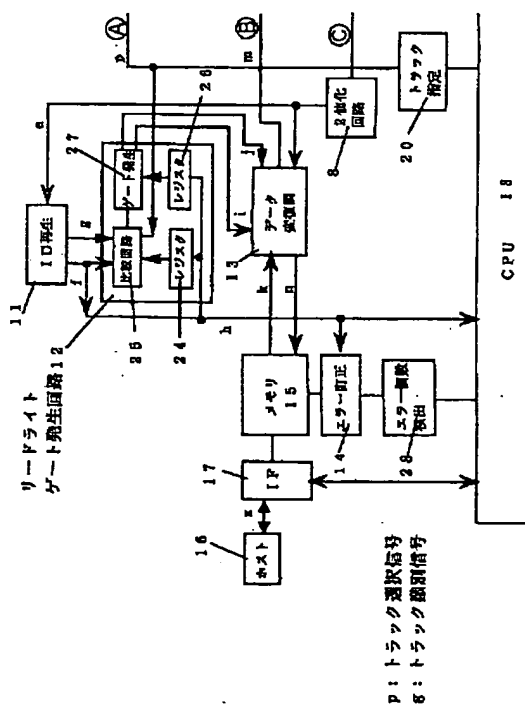 リードライト
ゲート発生回路12
11
ID再生
a
f
g
27
ゲート発生
比較回路
25
レジスタ
26
レジスタ
24
h
i
j
p
Ⓐ
m
Ⓑ
Ⓒ
2値化
回路
8
トラック
指定
20
データ
変復調
13
k
n
メモリ
15
エラー訂正
14
エラー個数
検出
28
17
IF
x
16
ホスト
CPU 18
p:トラック選択信号
g:トラック識別信号